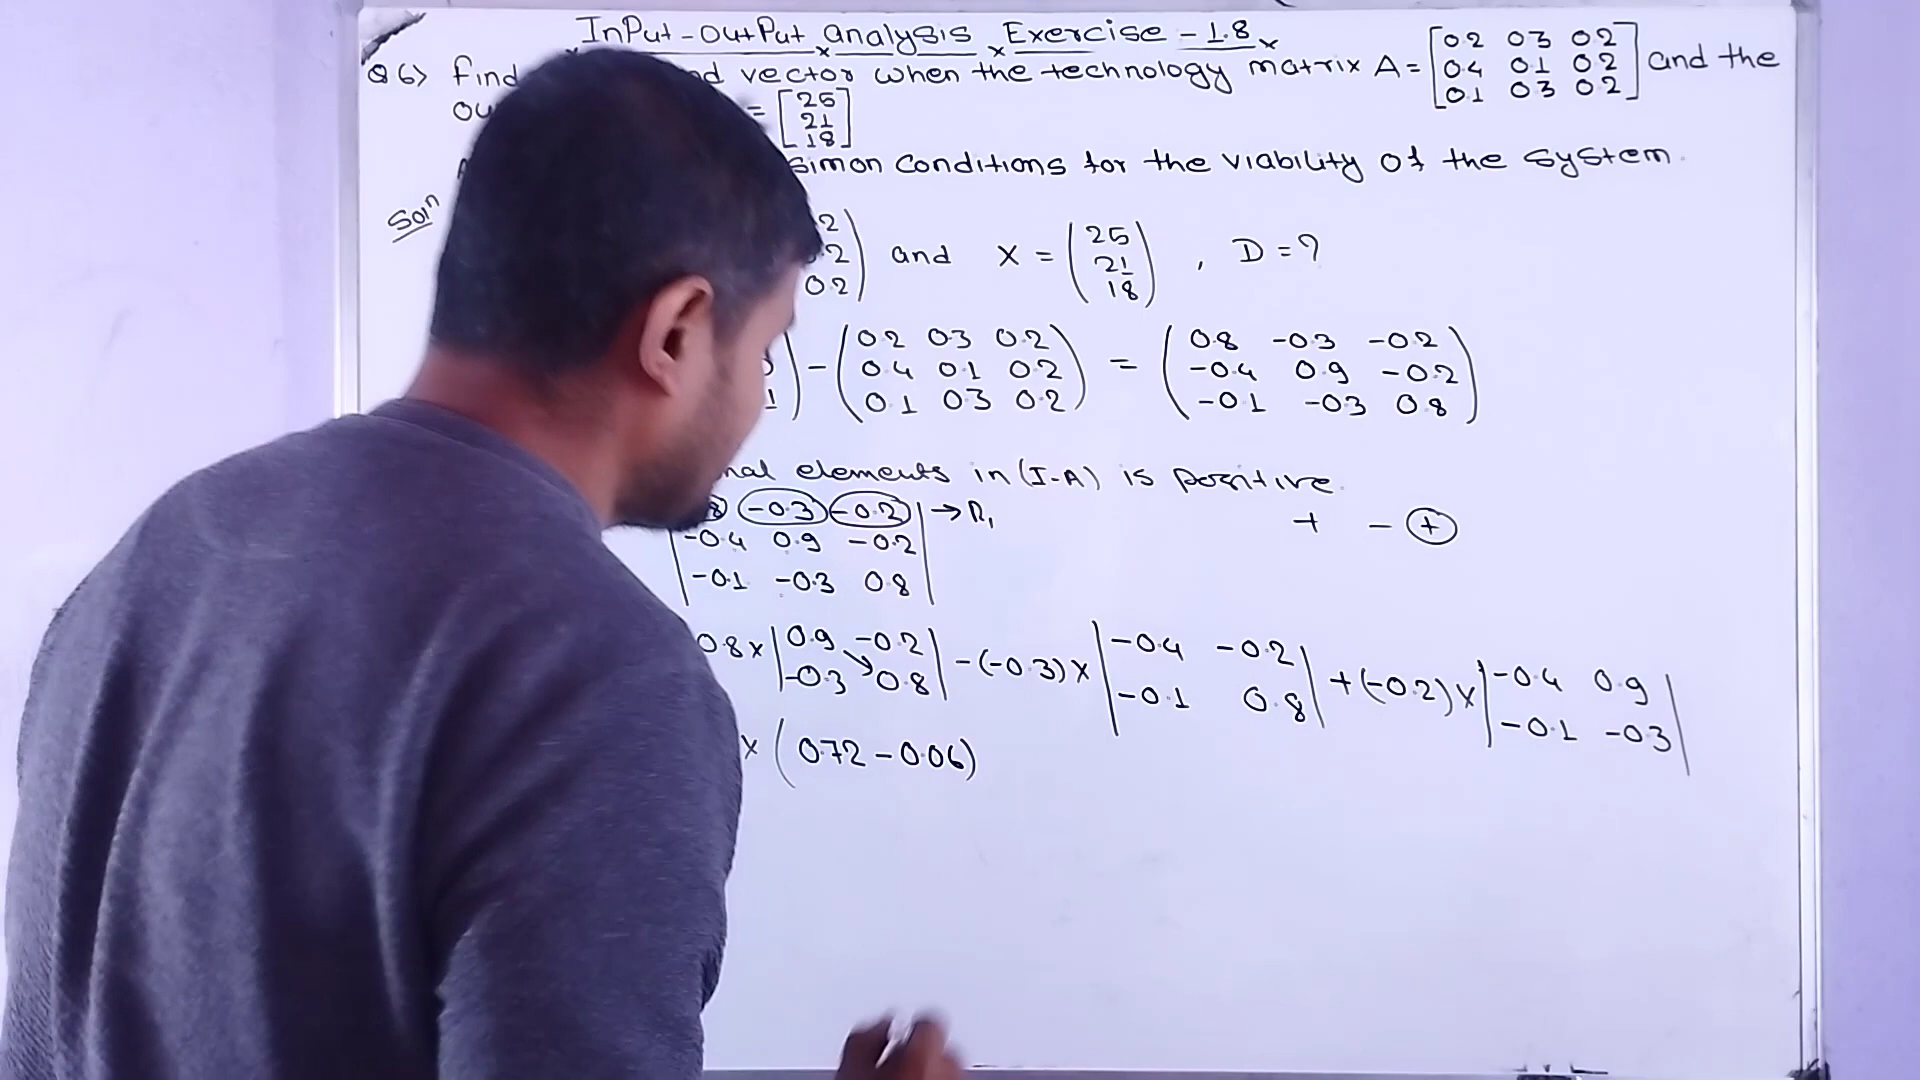 InPut-OutPut analysis Exercise - 1.8
Q 6> find vector when the technology matrix A = [0.2 0.3 0.2] and the
0.4 0.1 0.2
0.1 0.3 0.2
= [25
21
18]
simon conditions for the viability of the system.
Soln
0.2) and X = (25 21 18), D = ?
) - (0.2 0.3 0.2) = (0.8 -0.3 -0.2)
0.4 0.1 0.2 -0.4 0.9 -0.2
1 0.1 0.3 0.2 -0.1 -0.3 0.8
elements in (I-A) is positive.
-0.3 -0.2 | → R1 + - +
-0.4 0.9 -0.2
-0.1 -0.3 0.8
0.8 x |0.9 -0.2| - (-0.3) x |-0.4 -0.2| + (-0.2) x |-0.4 0.9|
-0.3 0.8 -0.1 0.8 -0.1 -0.3
x (0.72 - 0.06)